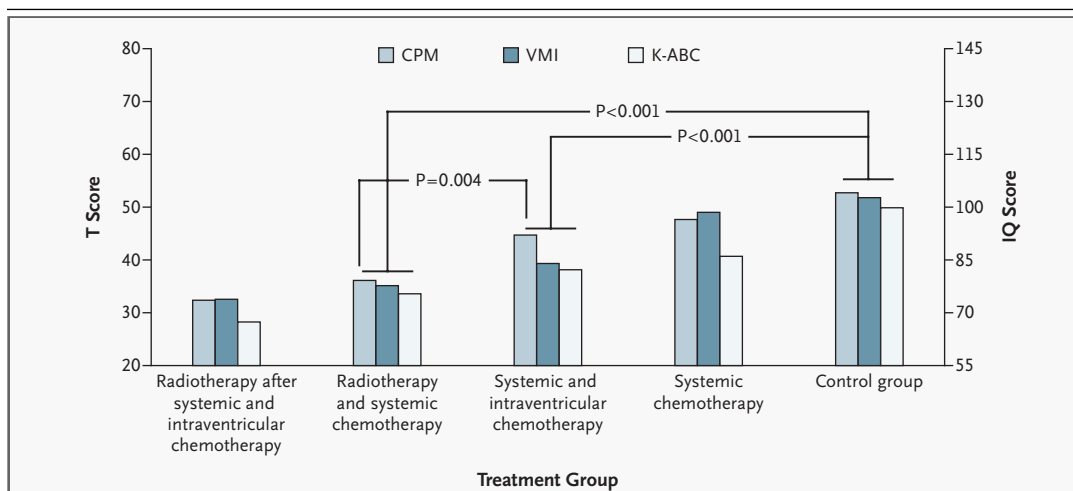 80
70
60
50
40
30
20
T Score
CPM
VMI
K-ABC
P<0.001
P<0.001
P=0.004
145
130
115
100
85
70
55
IQ Score
Radiotherapy after
systemic and
intraventricular
chemotherapy
Radiotherapy
and systemic
chemotherapy
Systemic and
intraventricular
chemotherapy
Systemic
chemotherapy
Control group
Treatment Group